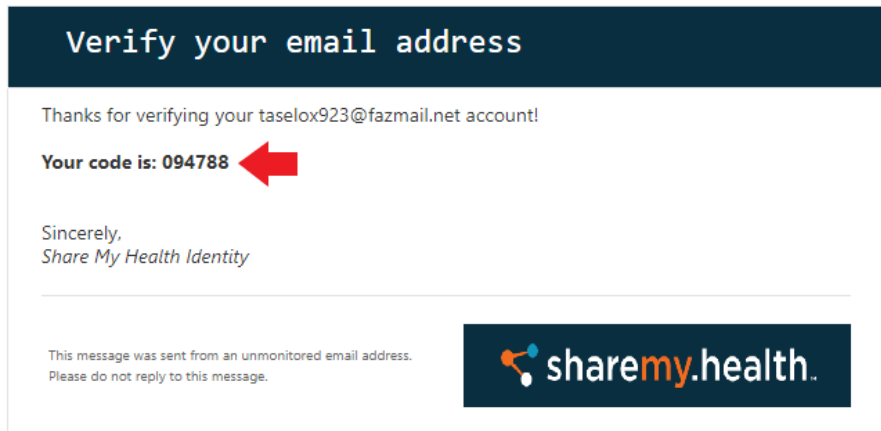 Verify your email address
Thanks for verifying your taselox923@fazmail.net account!
Your code is: 094788
Sincerely,
Share My Health Identity
This message was sent from an unmonitored email address.
Please do not reply to this message.
sharemy.health